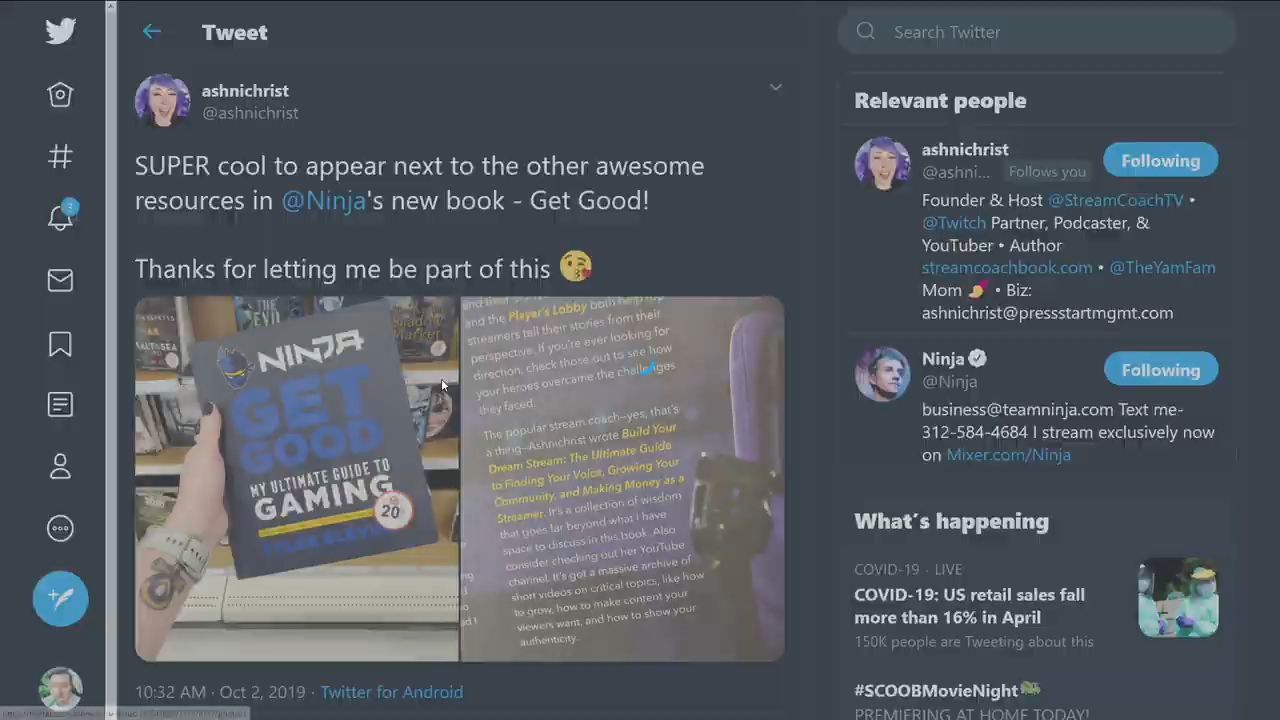 Tweet
ashnichrist
@ashnichrist
SUPER cool to appear next to the other awesome
resources in @Ninja's new book - Get Good!
Thanks for letting me be part of this 😘
NINJA
GET
GOOD
MY ULTIMATE GUIDE TO
GAMING
20
and the Player's Lobby both help top
streamers tell their stories from their
perspective. If you're ever looking for
direction, check those out to see how
your heroes overcame the challenges
they faced.
The popular stream coach—yes, that's
a thing—Ashnichrist wrote Build Your
Dream Stream: The Ultimate Guide
to Finding Your Voice, Growing Your
Community, and Making Money as a
Streamer. It's a collection of wisdom
that goes far beyond what I have
space to discuss in this book. Also
consider checking out her YouTube
channel. It's got a massive archive of
short videos on critical topics, like how
to grow, how to make content your
viewers want, and how to show your
authenticity.
10:32 AM · Oct 2, 2019 · Twitter for Android
3
Search Twitter
Relevant people
ashnichrist
@ashni... Follows you
Following
Founder & Host @StreamCoachTV •
@Twitch Partner, Podcaster, &
YouTuber • Author
streamcoachbook.com • @TheYamFam
Mom 🍠 • Biz:
ashnichrist@pressstartmgmt.com
Ninja
@Ninja
Following
business@teamninja.com Text me-
312-584-4684 I stream exclusively now
on Mixer.com/Ninja
What's happening
COVID-19 · LIVE
COVID-19: US retail sales fall
more than 16% in April
150K people are Tweeting about this
#SCOOBMovieNight
PREMIERING AT HOME TODAY!